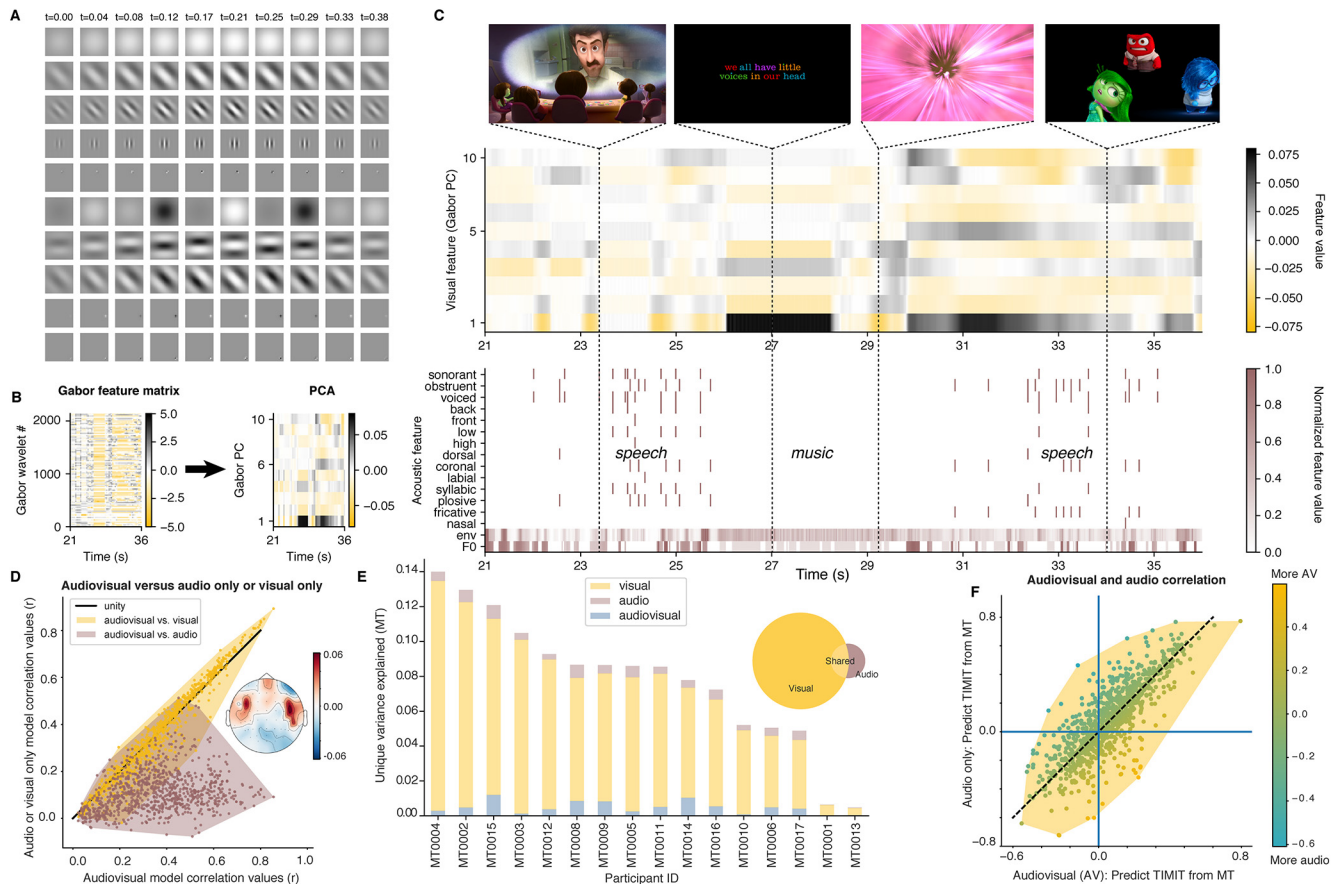 A
t=0.00 t=0.04 t=0.08 t=0.12 t=0.17 t=0.21 t=0.25 t=0.29 t=0.33 t=0.38
B
Gabor feature matrix
PCA
Gabor wavelet #
2000
1000
0
21
36
Time (s)
5.0
2.5
0.0
−2.5
−5.0
Gabor PC
10
6
1
21
36
Time (s)
0.05
0.00
−0.05
C
we all have little
voices in our head
Visual feature (Gabor PC)
10
5
1
21 23 25 27 29 31 33 35
0.075
0.050
0.025
0.000
−0.025
−0.050
−0.075
Feature value
Acoustic feature
sonorant
obstruent
voiced
back
front
low
high
dorsal
coronal
labial
syllabic
plosive
fricative
nasal
env
F0
speech
music
speech
21 23 25 27 29 31 33 35
Time (s)
1.0
0.8
0.6
0.4
0.2
0.0
Normalized feature value
D
Audiovisual versus audio only or visual only
unity
audiovisual vs. visual
audiovisual vs. audio
Audio or visual only model correlation values (r)
0.8
0.6
0.4
0.2
0.0
0.0 0.2 0.4 0.6 0.8 1.0
Audiovisual model correlation values (r)
0.06
0.00
−0.06
E
Unique variance explained (MT)
0.14
0.12
0.10
0.08
0.06
0.04
0.02
0.00
visual
audio
audiovisual
Shared
Audio
Visual
MT0004 MT0002 MT0015 MT0003 MT0012 MT0008 MT0009 MT0005 MT0011 MT0014 MT0016 MT0010 MT0006 MT0017 MT0001 MT0013
Participant ID
F
Audiovisual and audio correlation
Audio only: Predict TIMIT from MT
0.8
0.0
−0.8
−0.6 0.0 0.8
Audiovisual (AV): Predict TIMIT from MT
More AV
0.4
0.2
0.0
−0.2
−0.4
−0.6
More audio